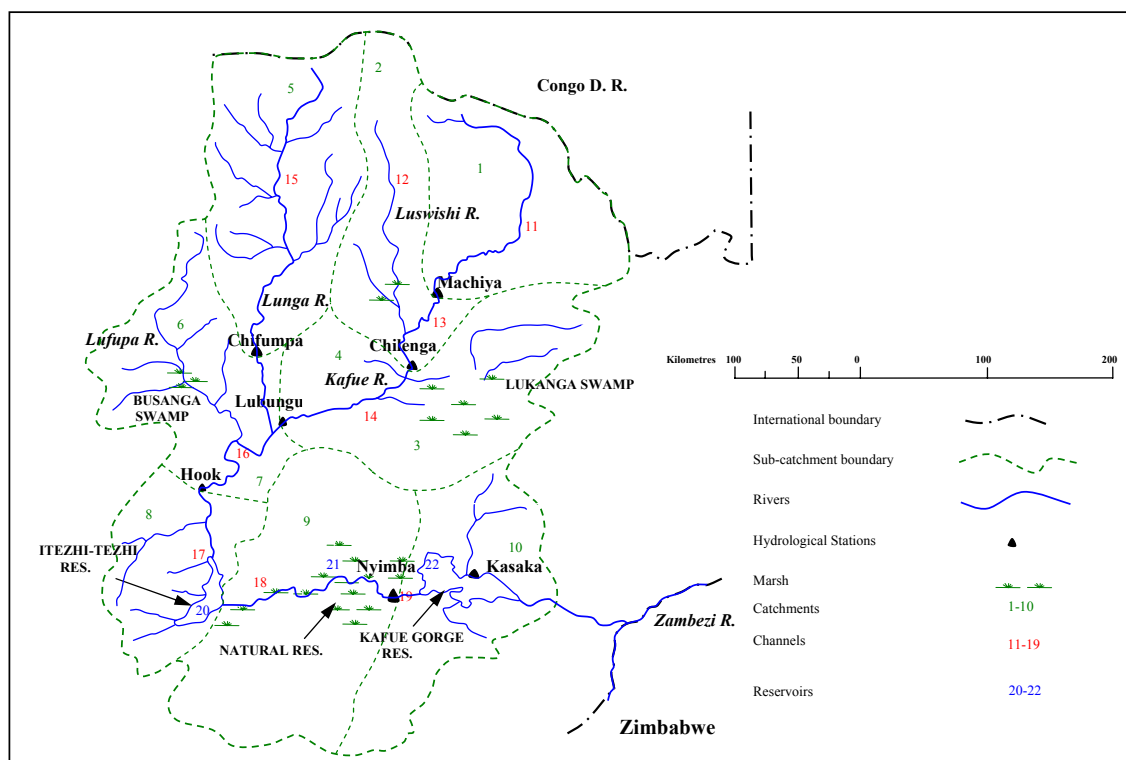 2
Congo D. R.
5
1
15
12
Luswishi R.
11
Machiya
Lunga R.
13
6
Lufupa R.
Chifumpa
4
Chilenga
Kafue R.
LUKANGA SWAMP
BUSANGA
SWAMP
Luhungu
14
3
16
Hook
7
8
9
10
ITEZHI-TEZHI
RES.
17
21
Nyimba
22
Kasaka
18
19
20
NATURAL RES.
KAFUE GORGE
RES.
Zambezi R.
Zimbabwe
Kilometres
100
50
0
100
200
International boundary
Sub-catchment boundary
Rivers
Hydrological Stations
Marsh
Catchments
1-10
Channels
11-19
Reservoirs
20-22